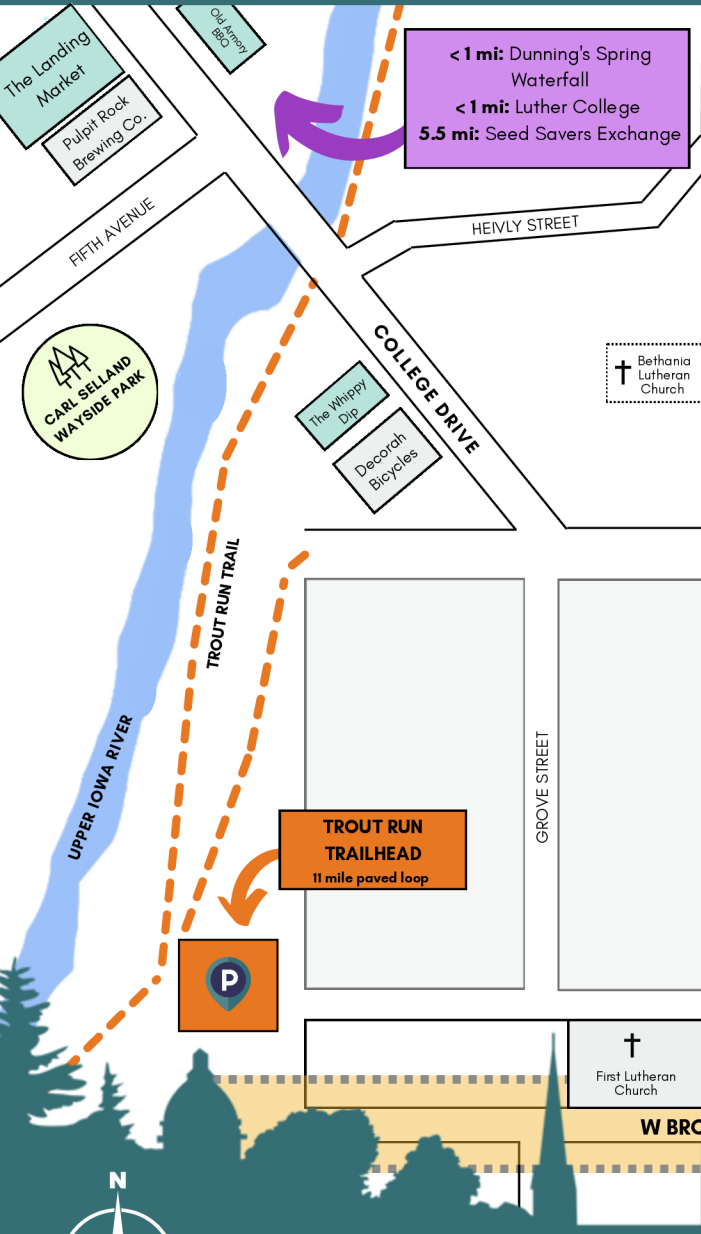 Old Armory
BBQ
The Landing
Market
Pulpit Rock
Brewing Co.
< 1 mi: Dunning's Spring
Waterfall
< 1 mi: Luther College
5.5 mi: Seed Savers Exchange
FIFTH AVENUE
HEIVLY STREET
CARL SELLAND
WAYSIDE PARK
COLLEGE DRIVE
Bethania
Lutheran
Church
The Whippy
Dip
Decorah
Bicycles
TROUT RUN TRAIL
UPPER IOWA RIVER
GROVE STREET
TROUT RUN
TRAILHEAD
11 mile paved loop
P
First Lutheran
Church
W BRO
N